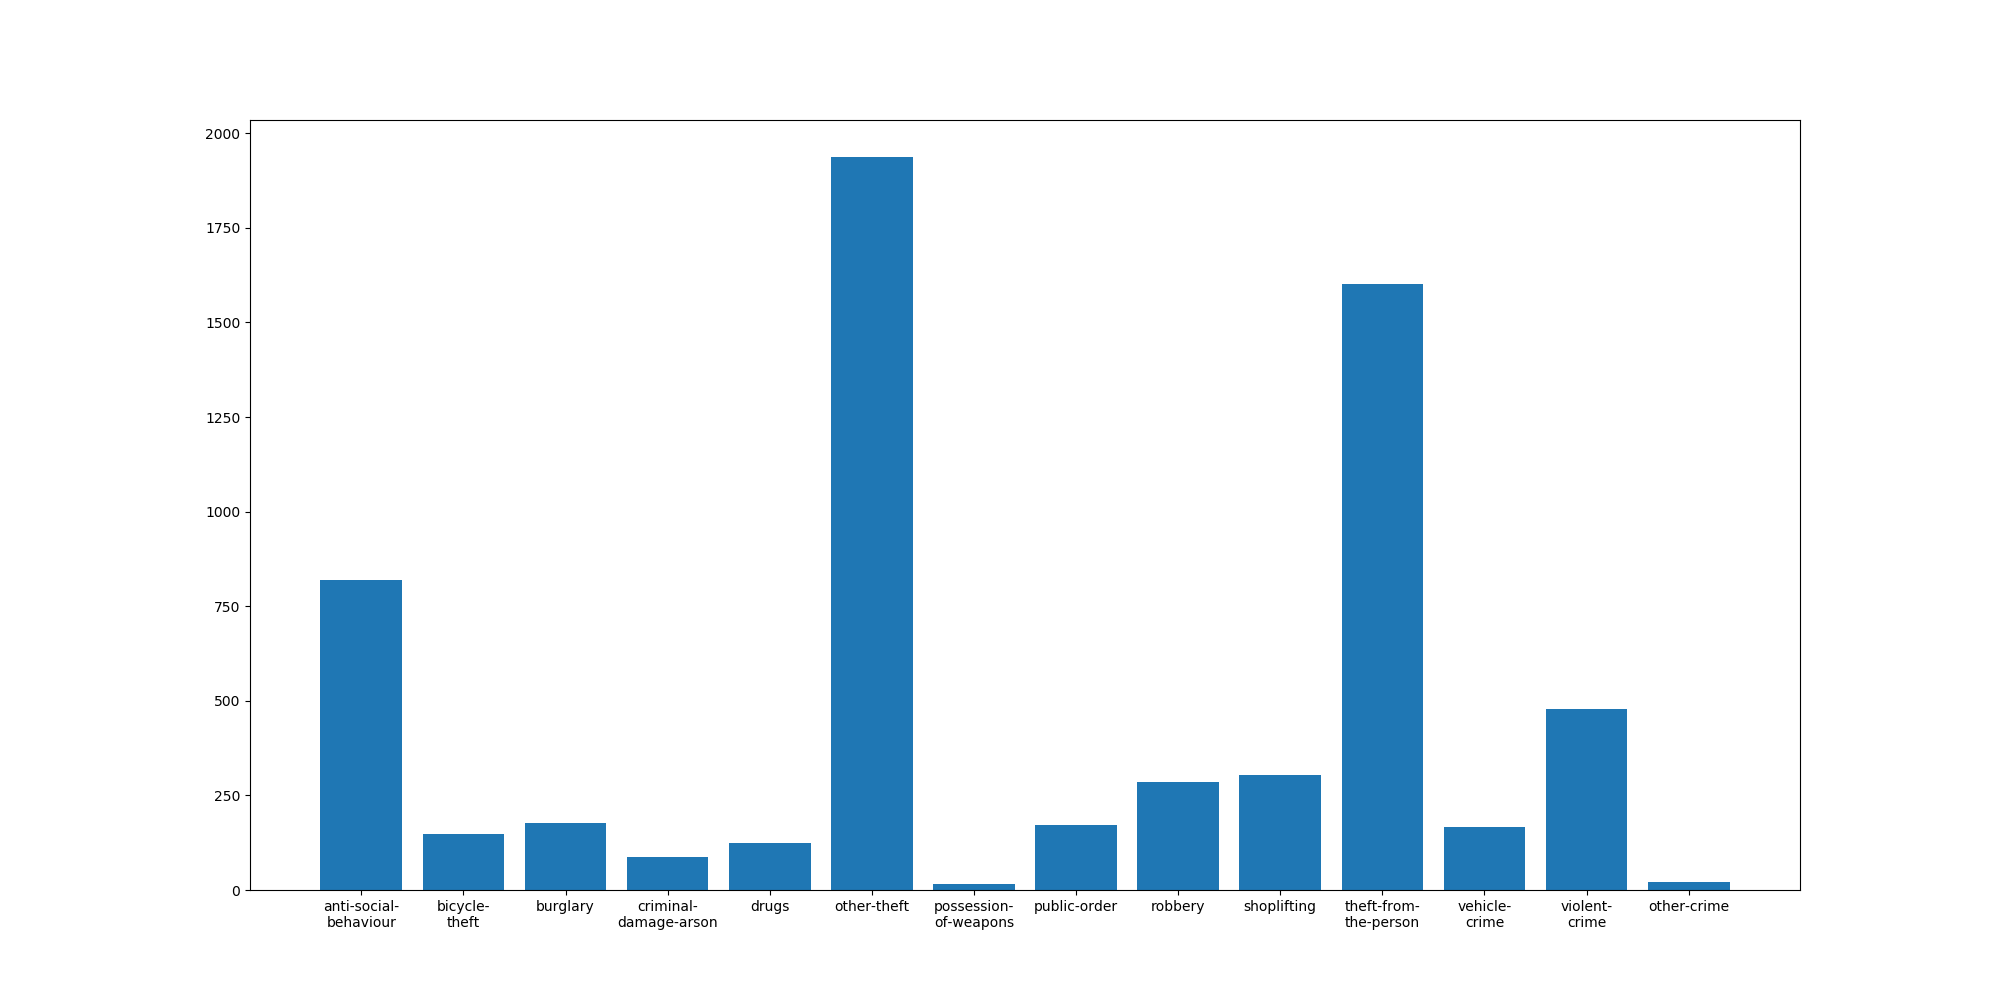 2000
1750
1500
1250
1000
750
500
250
0
anti-social-
behaviour
bicycle-
theft
burglary
criminal-
damage-arson
drugs
other-theft
possession-
of-weapons
public-order
robbery
shoplifting
theft-from-
the-person
vehicle-
crime
violent-
crime
other-crime